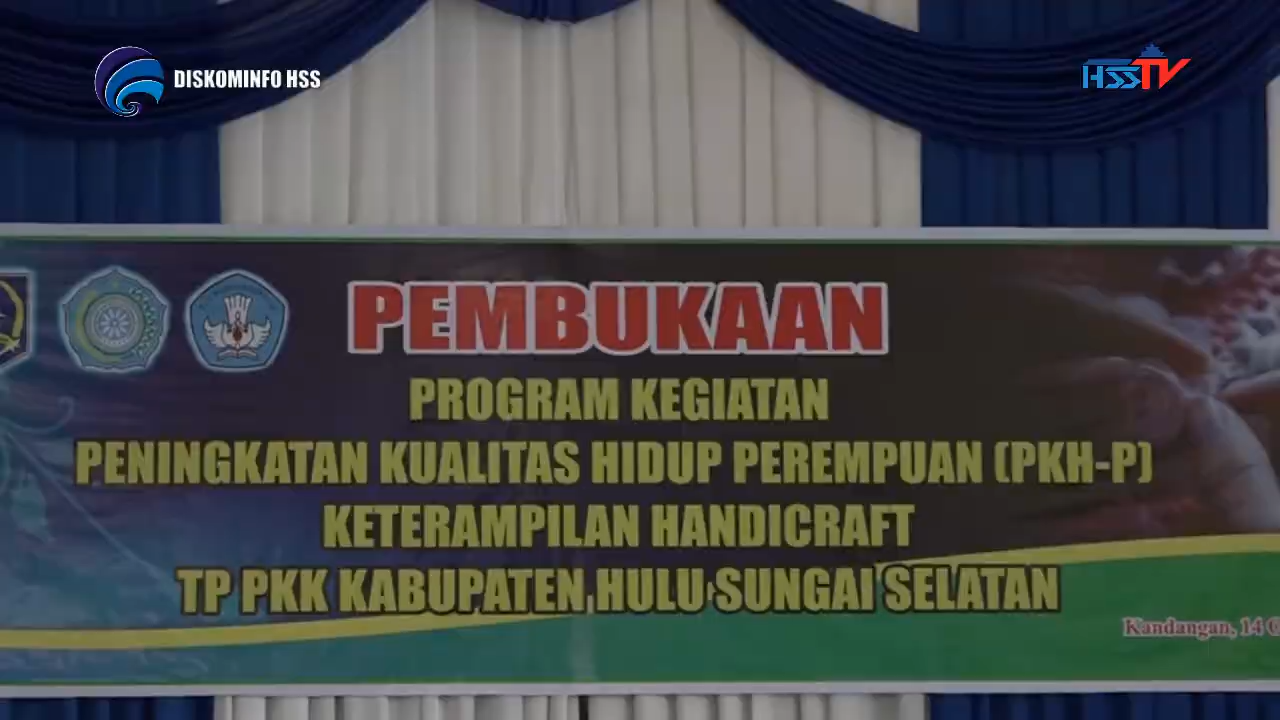 DISKOMINFO HSS
HSSTV
PEMBUKAAN
PROGRAM KEGIATAN
PENINGKATAN KUALITAS HIDUP PEREMPUAN (PKH-P)
KETERAMPILAN HANDICRAFT
TP PKK KABUPATEN HULU SUNGAI SELATAN
Kandangan, 14